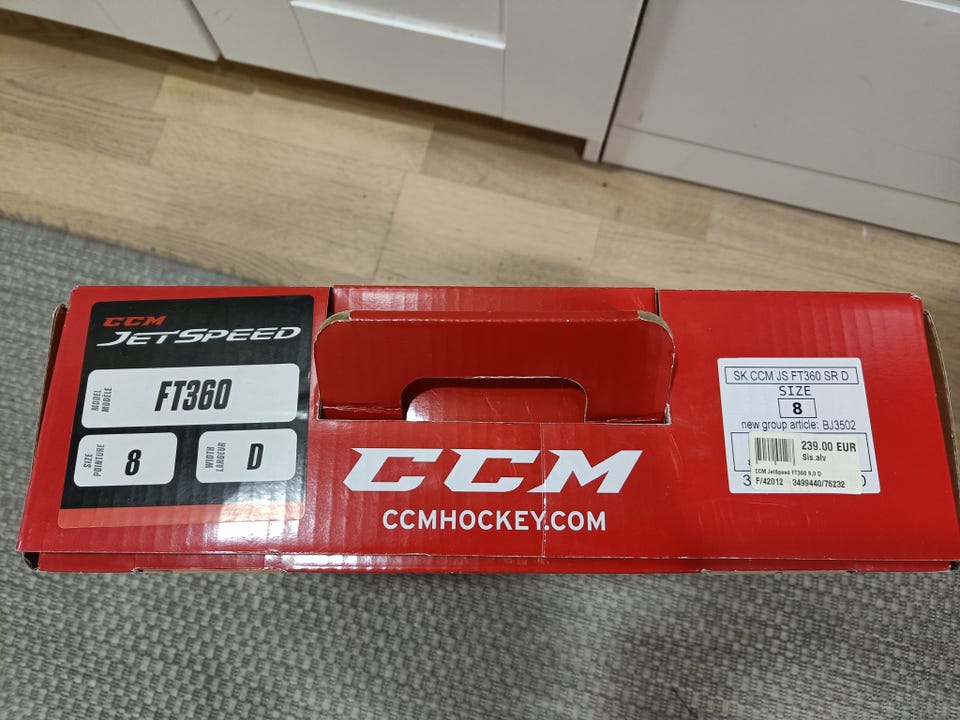 CCM
JETSPEED
MODEL
MODÈLE
FT360
SIZE
POINTURE
8
WIDTH
LARGEUR
D
CCM
CCMHOCKEY.COM
SK CCM JS FT360 SR D
SIZE
8
new group article: BJ3502
239.00 EUR
Sis.alv
CCM JetSpeed FT360 8,0 D
F/42012 3499440/76232